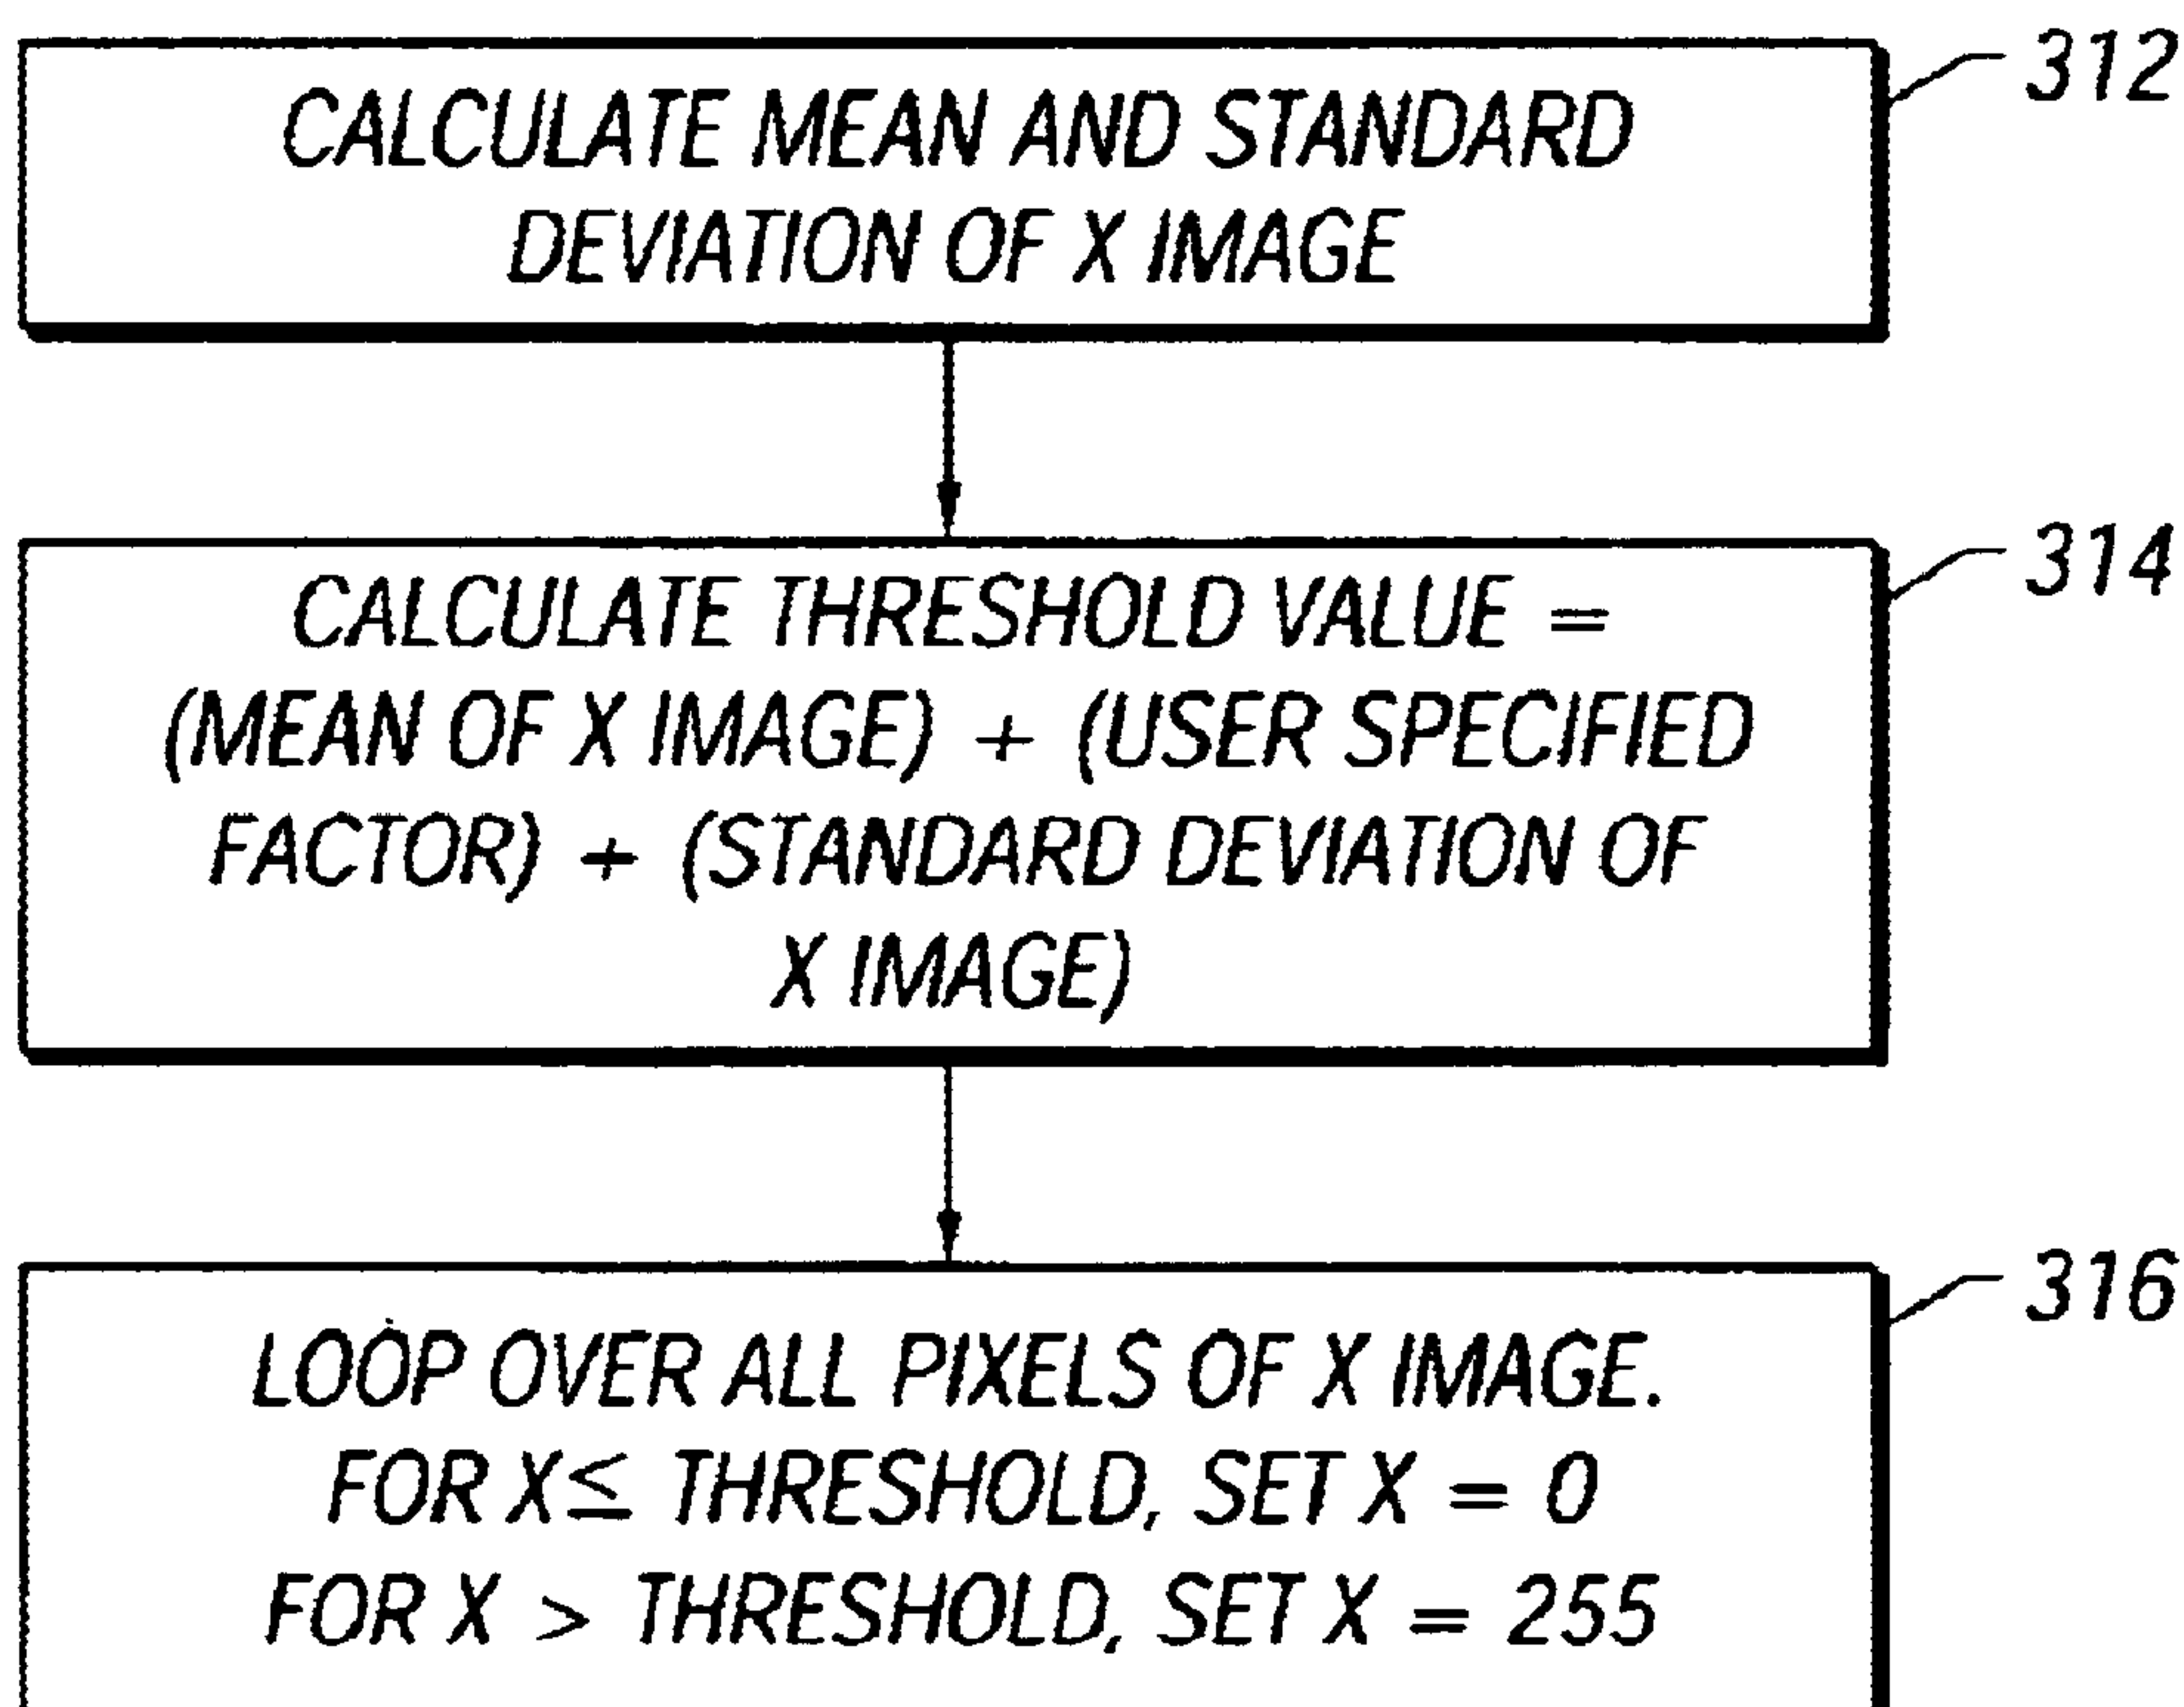 312
CALCULATE MEAN AND STANDARD
DEVIATION OF X IMAGE
314
CALCULATE THRESHOLD VALUE =
(MEAN OF X IMAGE) + (USER SPECIFIED
FACTOR) + (STANDARD DEVIATION OF
X IMAGE)
316
LOOP OVER ALL PIXELS OF X IMAGE.
FOR X ≤ THRESHOLD, SET X = 0
FOR X > THRESHOLD, SET X = 255